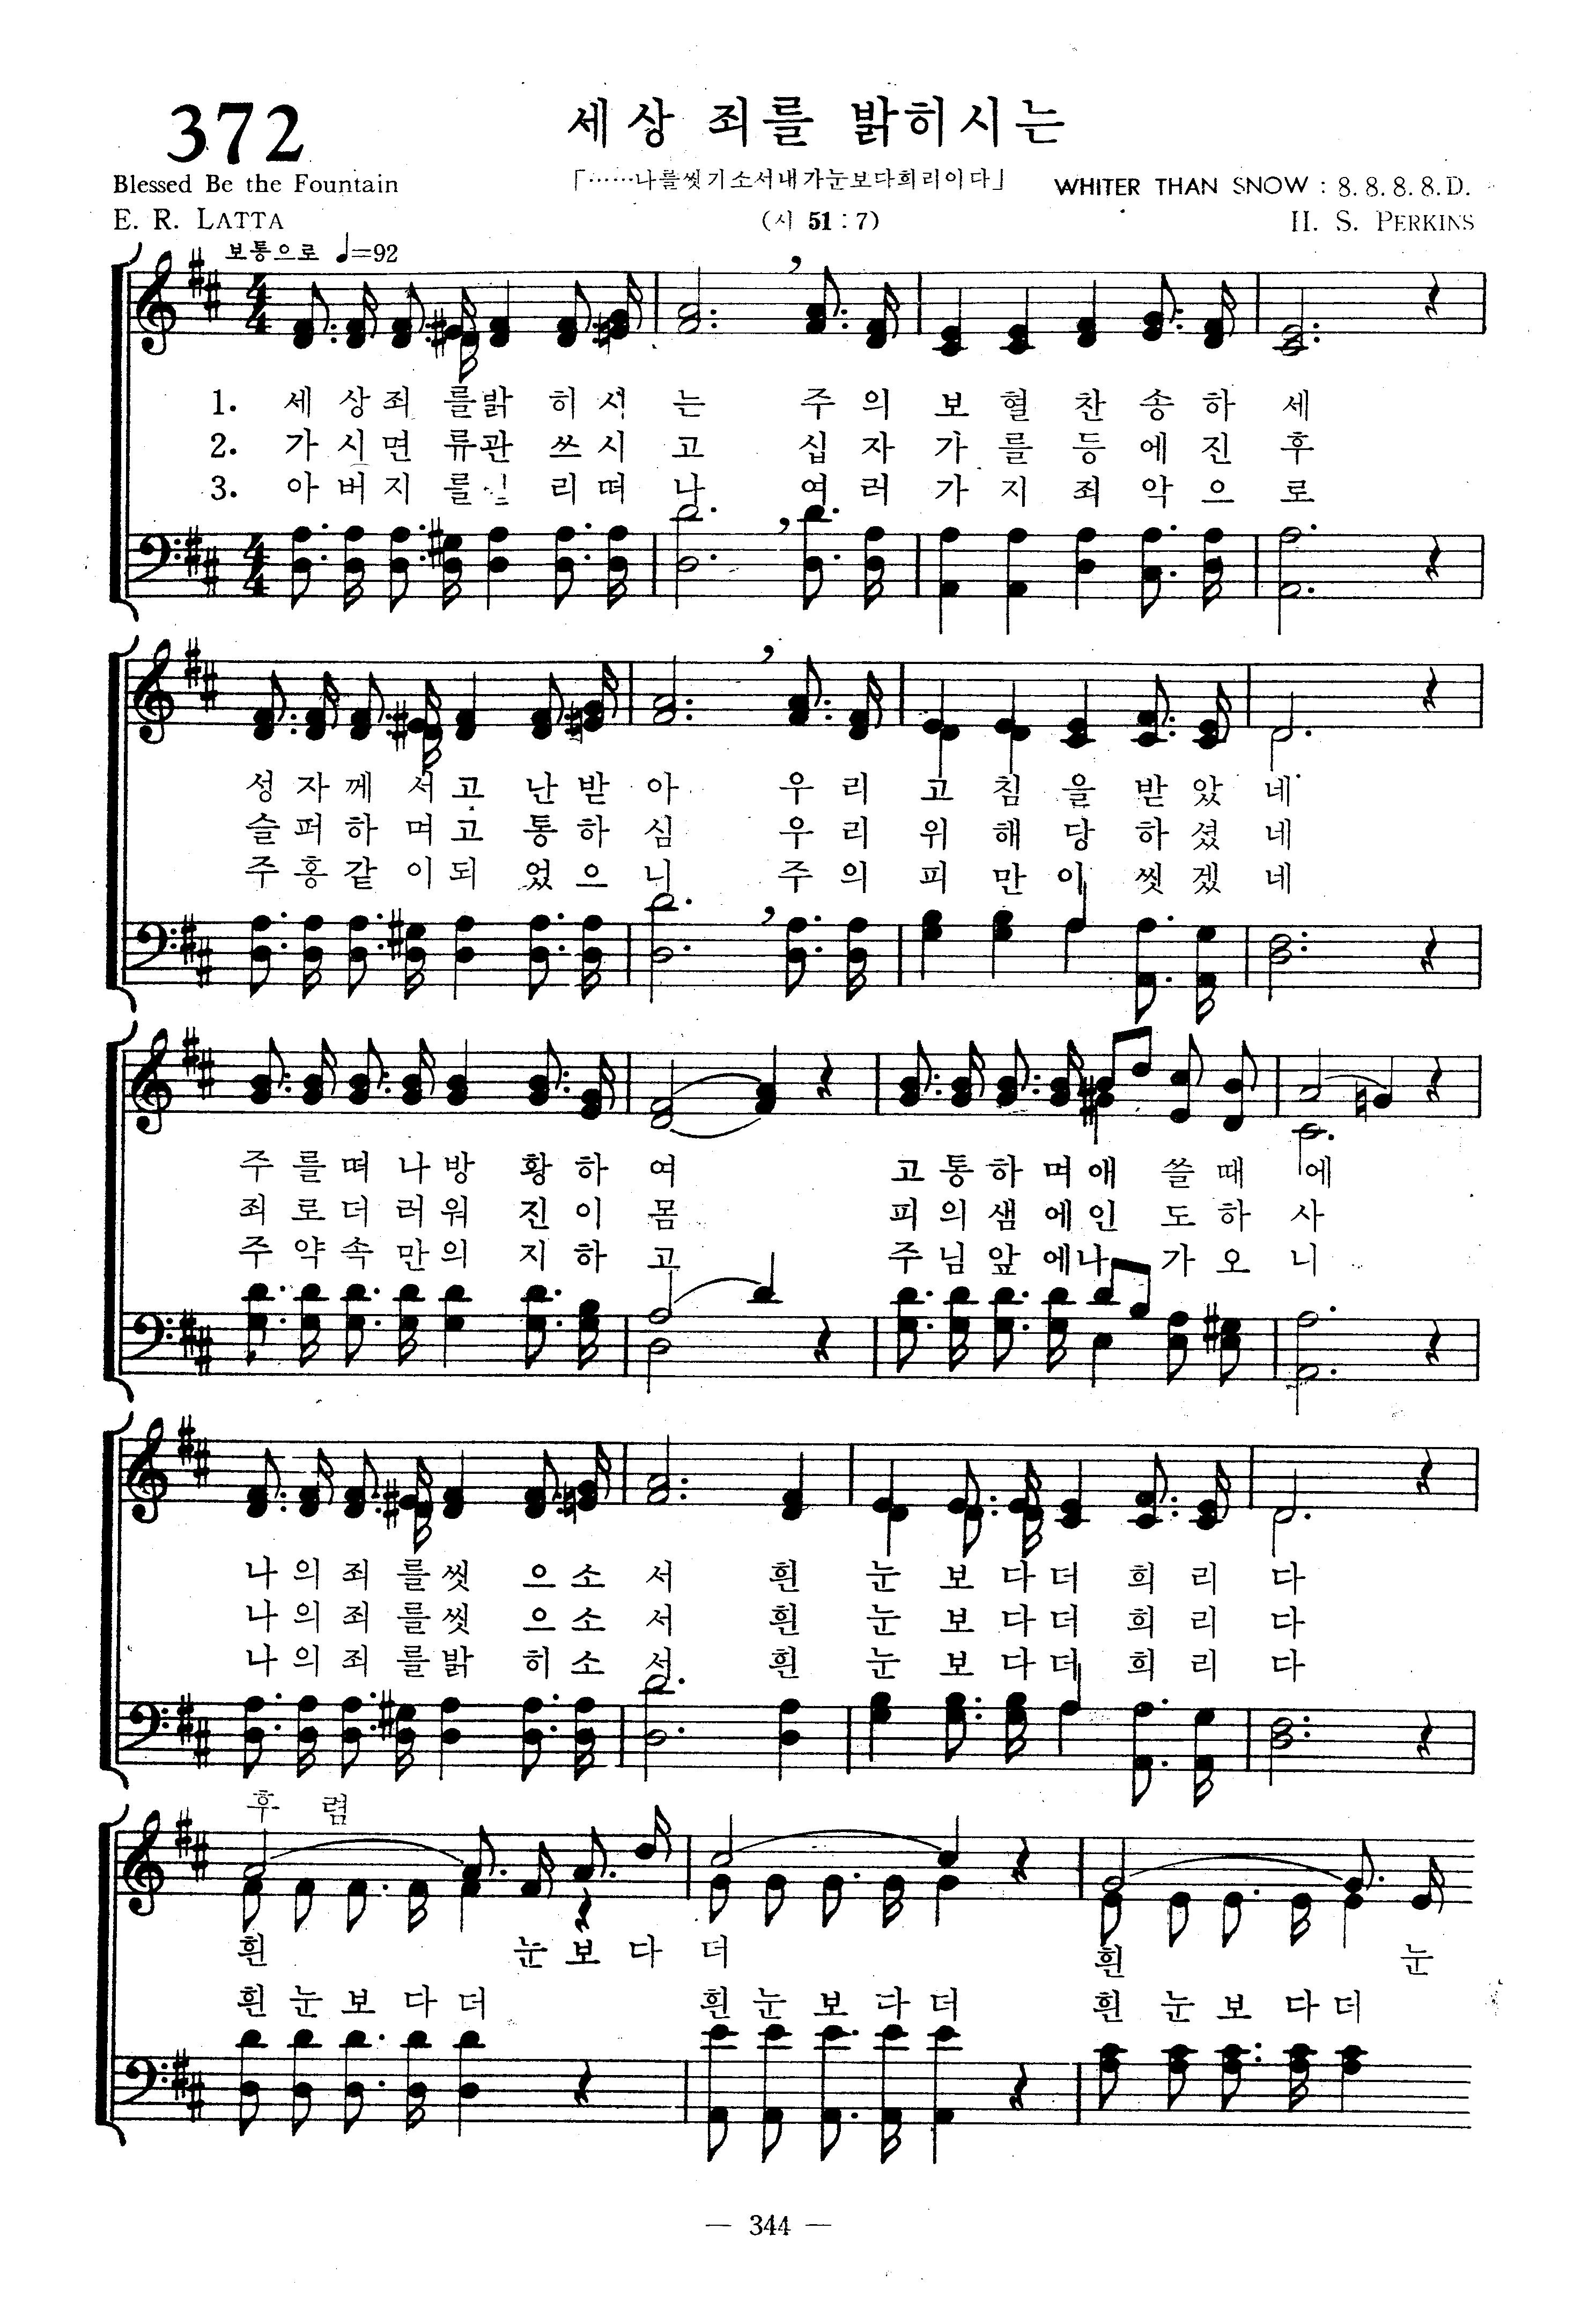 372
세상 죄를 밝히시는
Blessed Be the Fountain
「……나를씻기소서내가눈보다희리이다」
WHITER THAN SNOW : 8. 8. 8. 8. D.
E. R. LATTA
(시 51 : 7)
H. S. PERKINS
보통으로 ♩=92
1. 세 상 죄 를 밝 히 시 는 주 의 보 혈 찬 송 하 세
2. 가 시 면 류 관 쓰 시 고 십 자 가 를 등 에 진 후
3. 아 버 지 를 리 떠 나 여 러 가 지 죄 악 으 로
성 자 께 서 고 난 받 아 우 리 고 침 을 받 았 네
슬 퍼 하 며 고 통 하 심 우 리 위 해 당 하 셨 네
주 홍 같 이 되 었 으 니 주 의 피 만 이 씻 겠 네
주 를 떠 나 방 황 하 여 고 통 하 며 애 쓸 때 에
죄 로 더 러 워 진 이 몸 피 의 샘 에 인 도 하 사
주 약 속 만 의 지 하 고 주 님 앞 에 나 가 오 니
나 의 죄 를 씻 으 소 서 흰 눈 보 다 더 희 리 다
나 의 죄 를 씻 으 소 서 흰 눈 보 다 더 희 리 다
나 의 죄 를 밝 히 소 서 흰 눈 보 다 더 희 리 다
후 렴
흰 눈 보 다 더 흰 눈
흰 눈 보 다 더 흰 눈 보 다 더 흰 눈 보 다 더
— 344 —